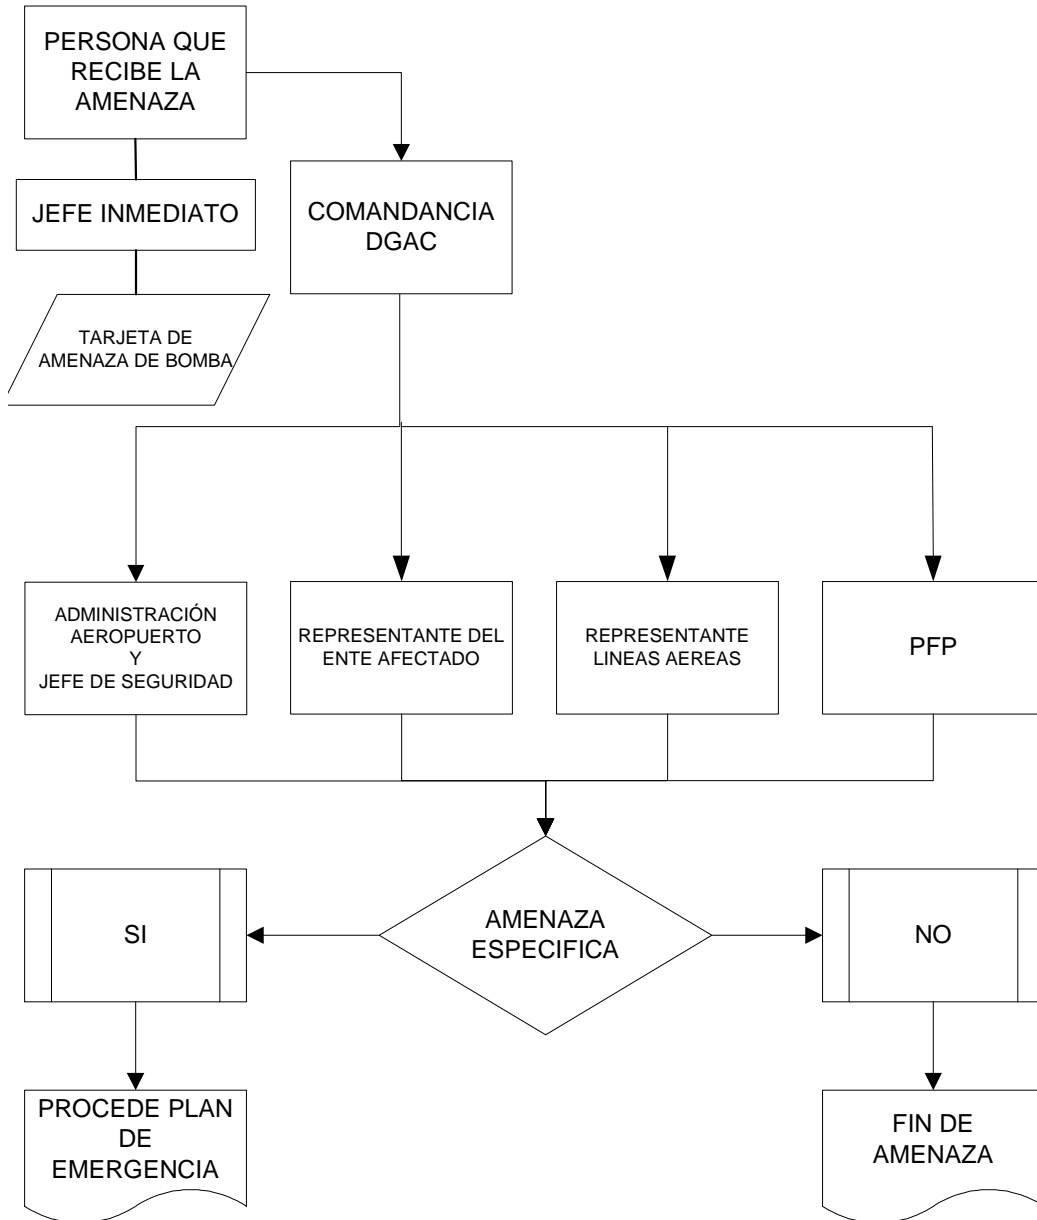 PERSONA QUE
RECIBE LA
AMENAZA
JEFE INMEDIATO
COMANDANCIA
DGAC
TARJETA DE
AMENAZA DE BOMBA
ADMINISTRACIÓN
AEROPUERTO
Y
JEFE DE SEGURIDAD
REPRESENTANTE DEL
ENTE AFECTADO
REPRESENTANTE
LINEAS AEREAS
PFP
AMENAZA
ESPECIFICA
SI
NO
PROCEDE PLAN
DE
EMERGENCIA
FIN DE
AMENAZA